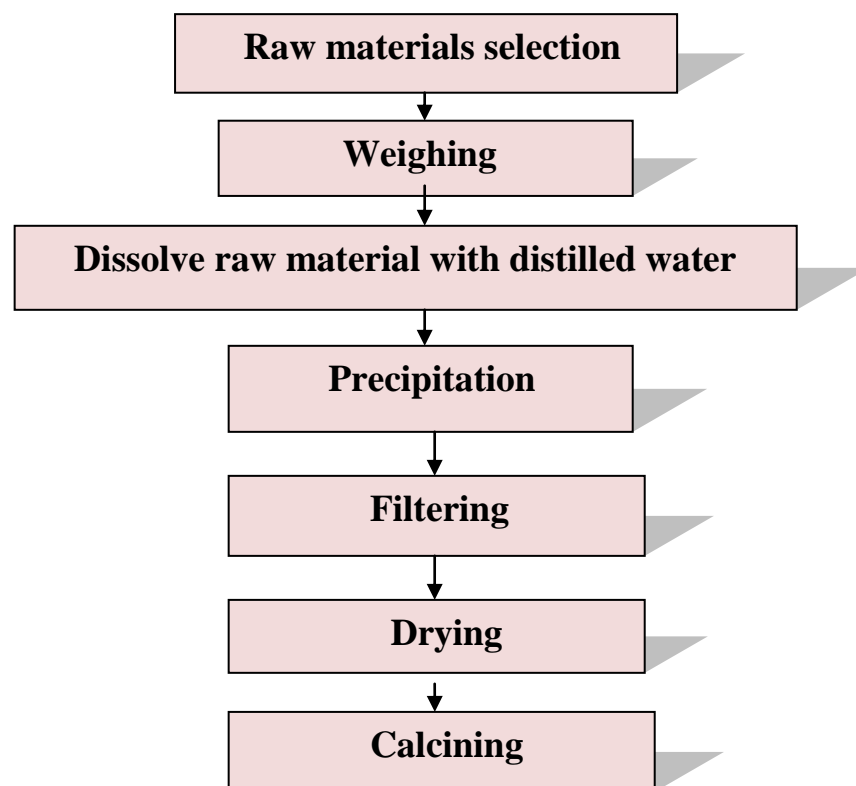 Raw materials selection
Weighing
Dissolve raw material with distilled water
Precipitation
Filtering
Drying
Calcining